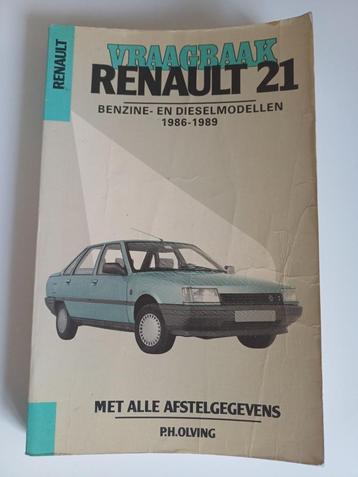 RENAULT
VRAAGBAAK
RENAULT 21
BENZINE- EN DIESELMODELLEN
1986-1989
MET ALLE AFSTELGEGEVENS
P.H.OLVING